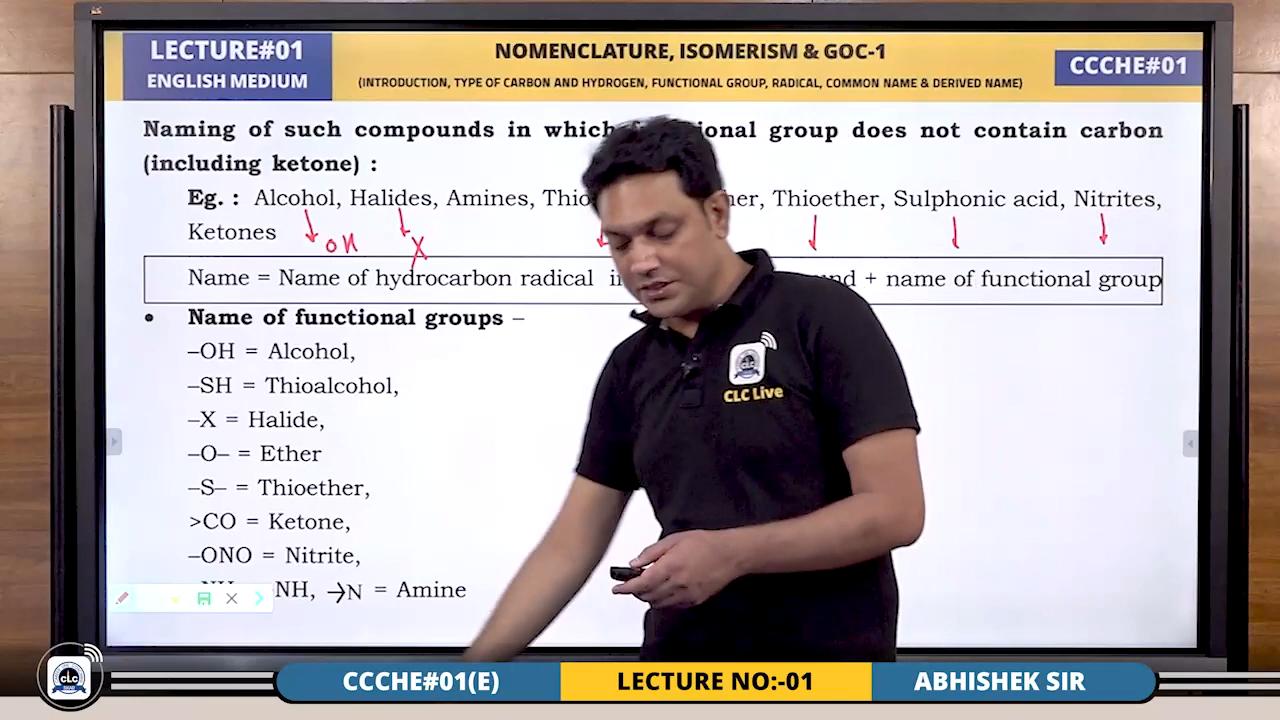 LECTURE#01
ENGLISH MEDIUM
NOMENCLATURE, ISOMERISM & GOC-1
(INTRODUCTION, TYPE OF CARBON AND HYDROGEN, FUNCTIONAL GROUP, RADICAL, COMMON NAME & DERIVED NAME)
CCCHE#01
Naming of such compounds in which ional group does not contain carbon
(including ketone) :
Eg. : Alcohol, Halides, Amines, Thio her, Thioether, Sulphonic acid, Nitrites,
Ketones
OH
X
Name = Name of hydrocarbon radical in nd + name of functional group
• Name of functional groups –
–OH = Alcohol,
–SH = Thioalcohol,
–X = Halide,
–O– = Ether
–S– = Thioether,
>CO = Ketone,
–ONO = Nitrite,
NH, →N = Amine
CLC Live
CLC
CCCHE#01(E)
LECTURE NO:-01
ABHISHEK SIR